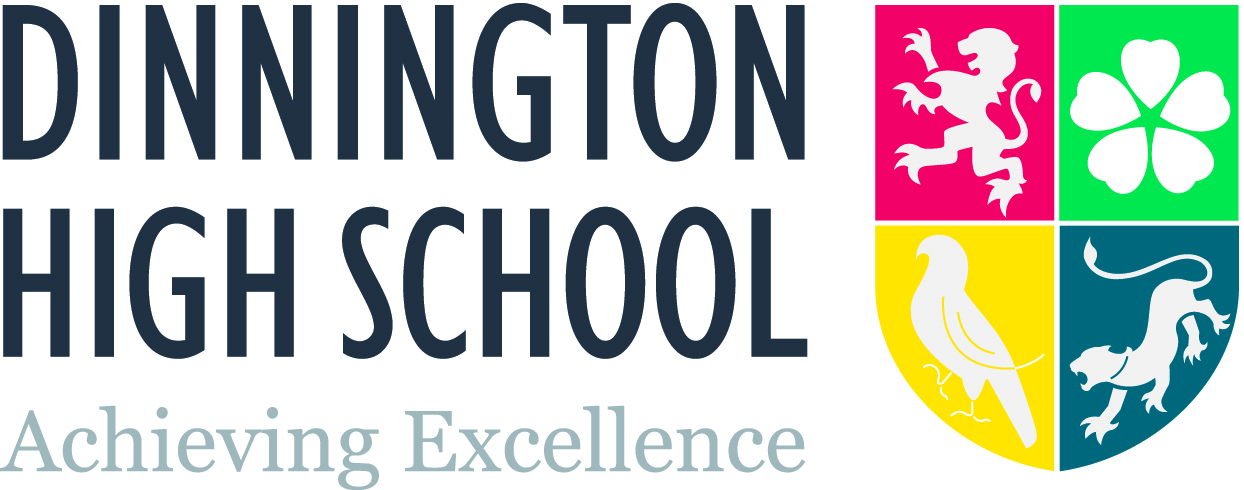 DINNINGTON
HIGH SCHOOL
Achieving Excellence